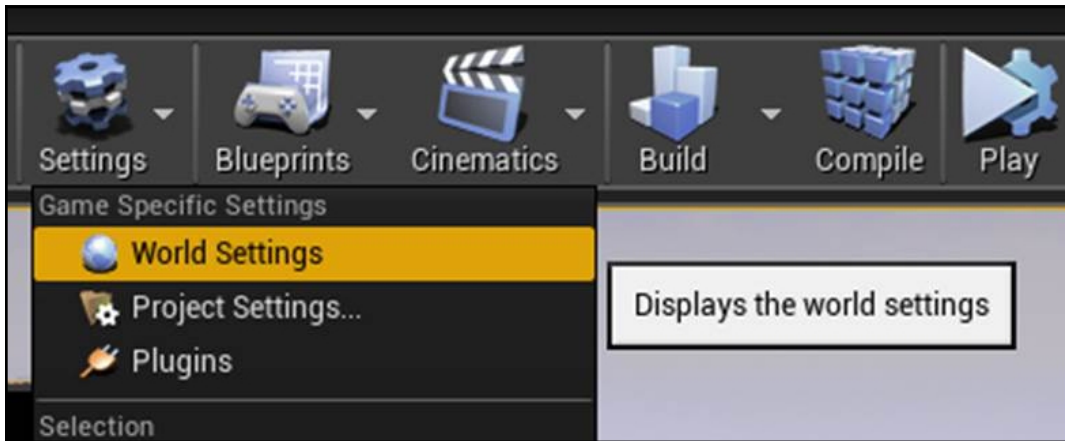 Settings Blueprints Cinematics Build Compile Play
Game Specific Settings
World Settings
Displays the world settings
Project Settings...
Plugins
Selection